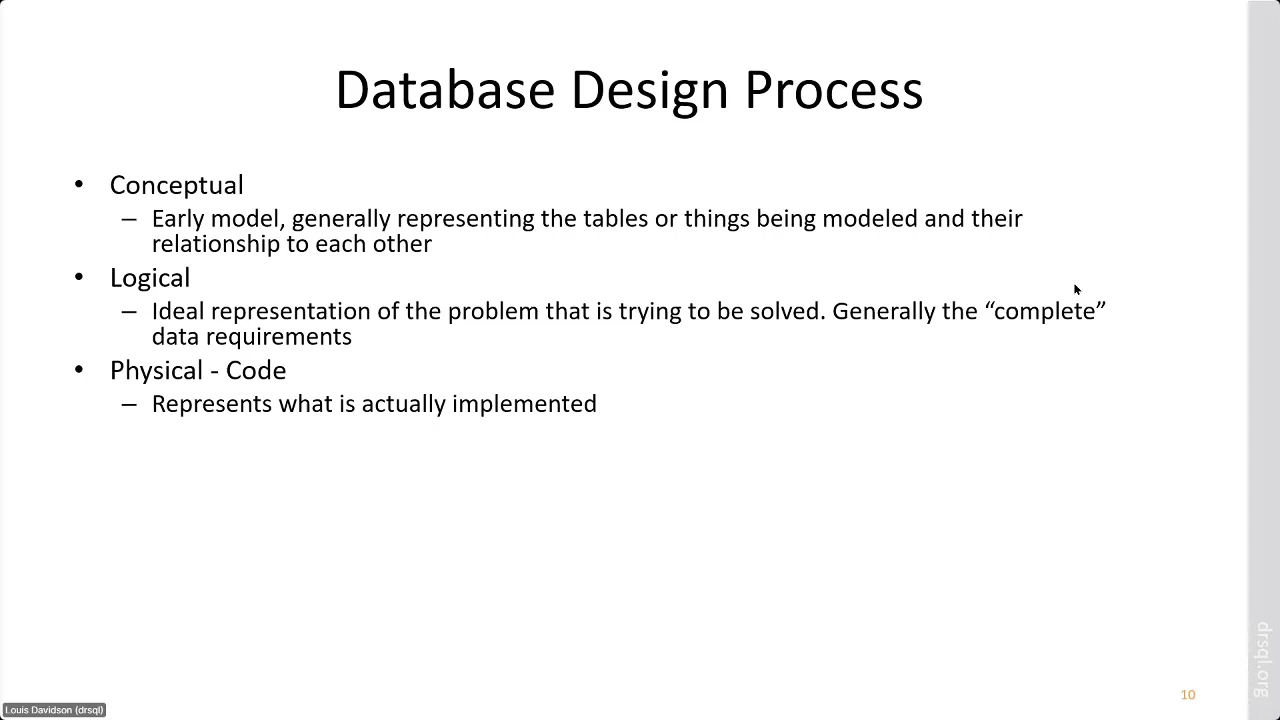 Database Design Process
• Conceptual
– Early model, generally representing the tables or things being modeled and their
relationship to each other
• Logical
– Ideal representation of the problem that is trying to be solved. Generally the “complete”
data requirements
• Physical - Code
– Represents what is actually implemented
drsql.org
10
Louis Davidson (drsql)